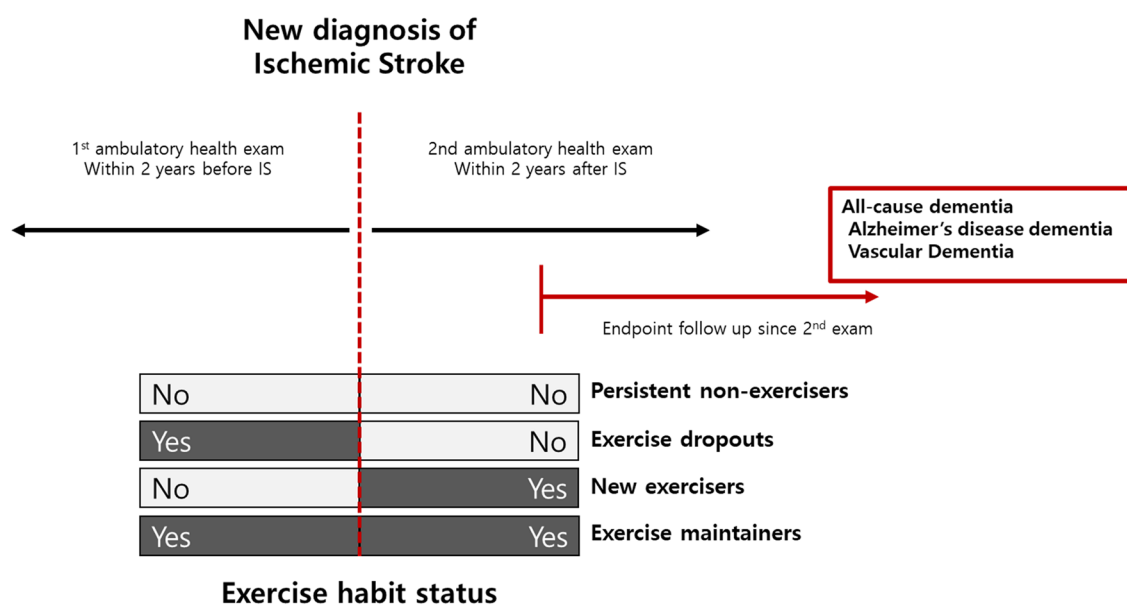 New diagnosis of
Ischemic Stroke
1st ambulatory health exam
Within 2 years before IS
2nd ambulatory health exam
Within 2 years after IS
All-cause dementia
Alzheimer's disease dementia
Vascular Dementia
Endpoint follow up since 2nd exam
No No Persistent non-exercisers
Yes No Exercise dropouts
No Yes New exercisers
Yes Yes Exercise maintainers
Exercise habit status